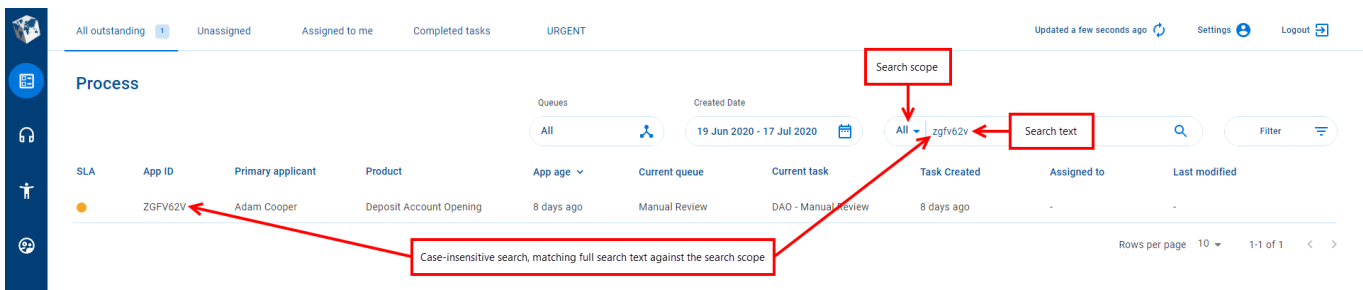 All outstanding 1 Unassigned Assigned to me Completed tasks URGENT Updated a few seconds ago Settings Logout
Search scope
Process
Queues Created Date
All 19 Jun 2020 - 17 Jul 2020 All zgfv62v Search text Filter
SLA App ID Primary applicant Product App age Current queue Current task Task Created Assigned to Last modified
ZGFV62V Adam Cooper Deposit Account Opening 8 days ago Manual Review DAO - Manual Review 8 days ago - -
Rows per page 10 1-1 of 1
Case-insensitive search, matching full search text against the search scope